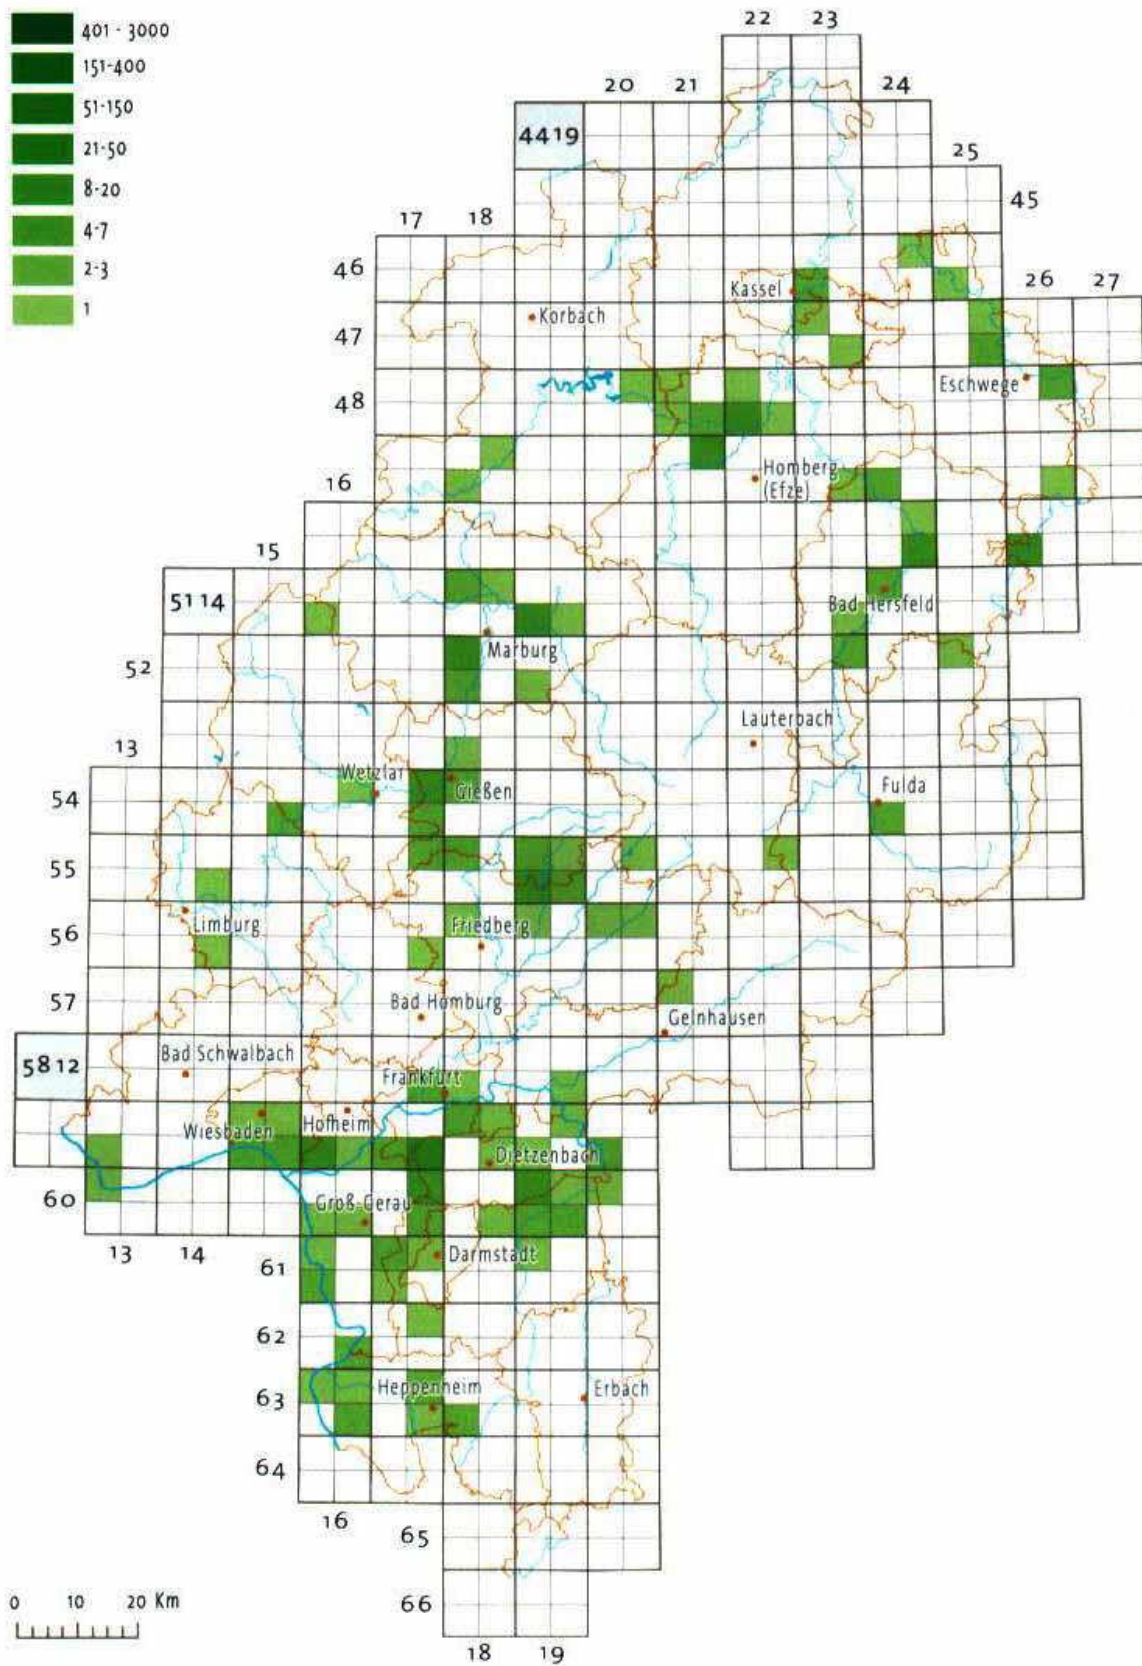 401 - 3000
151-400
51-150
21-50
8-20
4-7
2-3
1
22 23
20 21 24
4419
25
45
17 18
46
Kassel
26 27
Korbach
47
Eschwege
48
Homberg
(Efze)
16
15
5114
Bad Hersfeld
Marburg
52
Lauterbach
13
Wetzlar
Gießen
Fulda
54
55
Limburg
Friedberg
56
57
Bad Homburg
Gelnhausen
5812
Bad Schwalbach
Frankfurt
Wiesbaden
Hofheim
Dietzenbach
60
Groß-Gerau
13 14
61
Darmstadt
62
63
Heppenheim
Erbach
64
16
65
0 10 20 Km
66
18 19